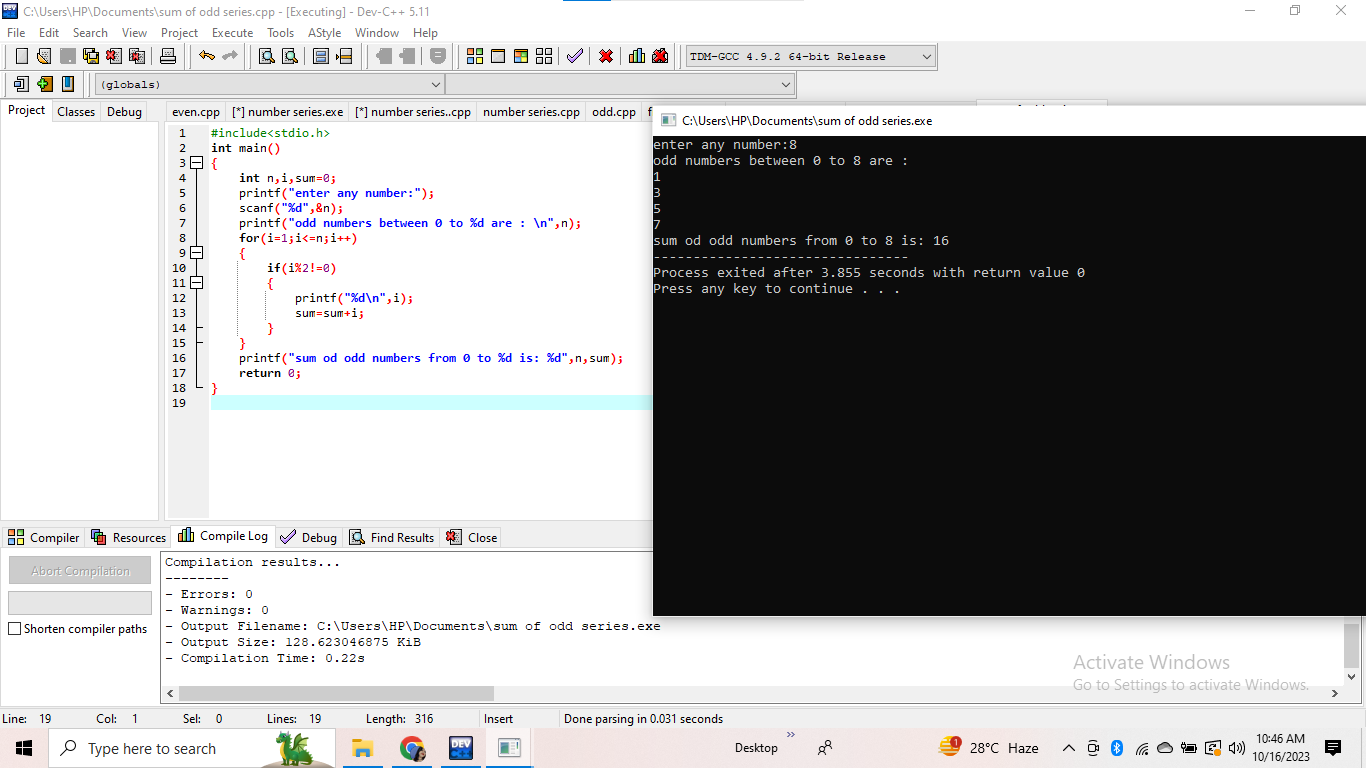 C:\Users\HP\Documents\sum of odd series.cpp - [Executing] - Dev-C++ 5.11
File Edit Search View Project Execute Tools AStyle Window Help
TDM-GCC 4.9.2 64-bit Release
(globals)
Project Classes Debug
even.cpp [*] number series.exe [*] number series..cpp number series.cpp odd.cpp
1 #include<stdio.h>
2 int main()
3 {
4 int n,i,sum=0;
5 printf("enter any number:");
6 scanf("%d",&n);
7 printf("odd numbers between 0 to %d are : \n",n);
8 for(i=1;i<=n;i++)
9 {
10 if(i%2!=0)
11 {
12 printf("%d\n",i);
13 sum=sum+i;
14 }
15 }
16 printf("sum od odd numbers from 0 to %d is: %d",n,sum);
17 return 0;
18 }
19
C:\Users\HP\Documents\sum of odd series.exe
enter any number:8
odd numbers between 0 to 8 are :
1
3
5
7
sum od odd numbers from 0 to 8 is: 16
--------------------------------
Process exited after 3.855 seconds with return value 0
Press any key to continue . . .
Compiler Resources Compile Log Debug Find Results Close
Abort Compilation
Shorten compiler paths
Compilation results...
--------
- Errors: 0
- Warnings: 0
- Output Filename: C:\Users\HP\Documents\sum of odd series.exe
- Output Size: 128.623046875 KiB
- Compilation Time: 0.22s
Activate Windows
Go to Settings to activate Windows.
Line: 19 Col: 1 Sel: 0 Lines: 19 Length: 316 Insert Done parsing in 0.031 seconds
Type here to search
DEV
Desktop
1
28°C Haze
10:46 AM
10/16/2023